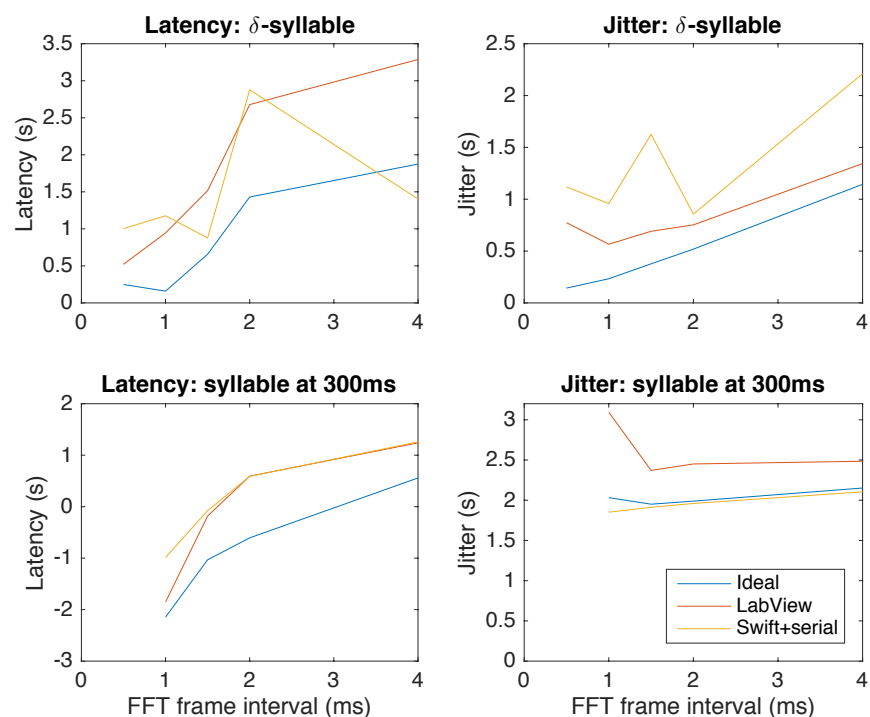 Latency: δ-syllable
3.5
3
2.5
2
1.5
1
0.5
0
Latency (s)
0 1 2 3 4
Jitter: δ-syllable
2.5
2
1.5
1
0.5
0
Jitter (s)
0 1 2 3 4
Latency: syllable at 300ms
2
1
0
-1
-2
-3
Latency (s)
0 1 2 3 4
FFT frame interval (ms)
Jitter: syllable at 300ms
3
2.5
2
1.5
1
0.5
0
Jitter (s)
Ideal
LabView
Swift+serial
0 1 2 3 4
FFT frame interval (ms)